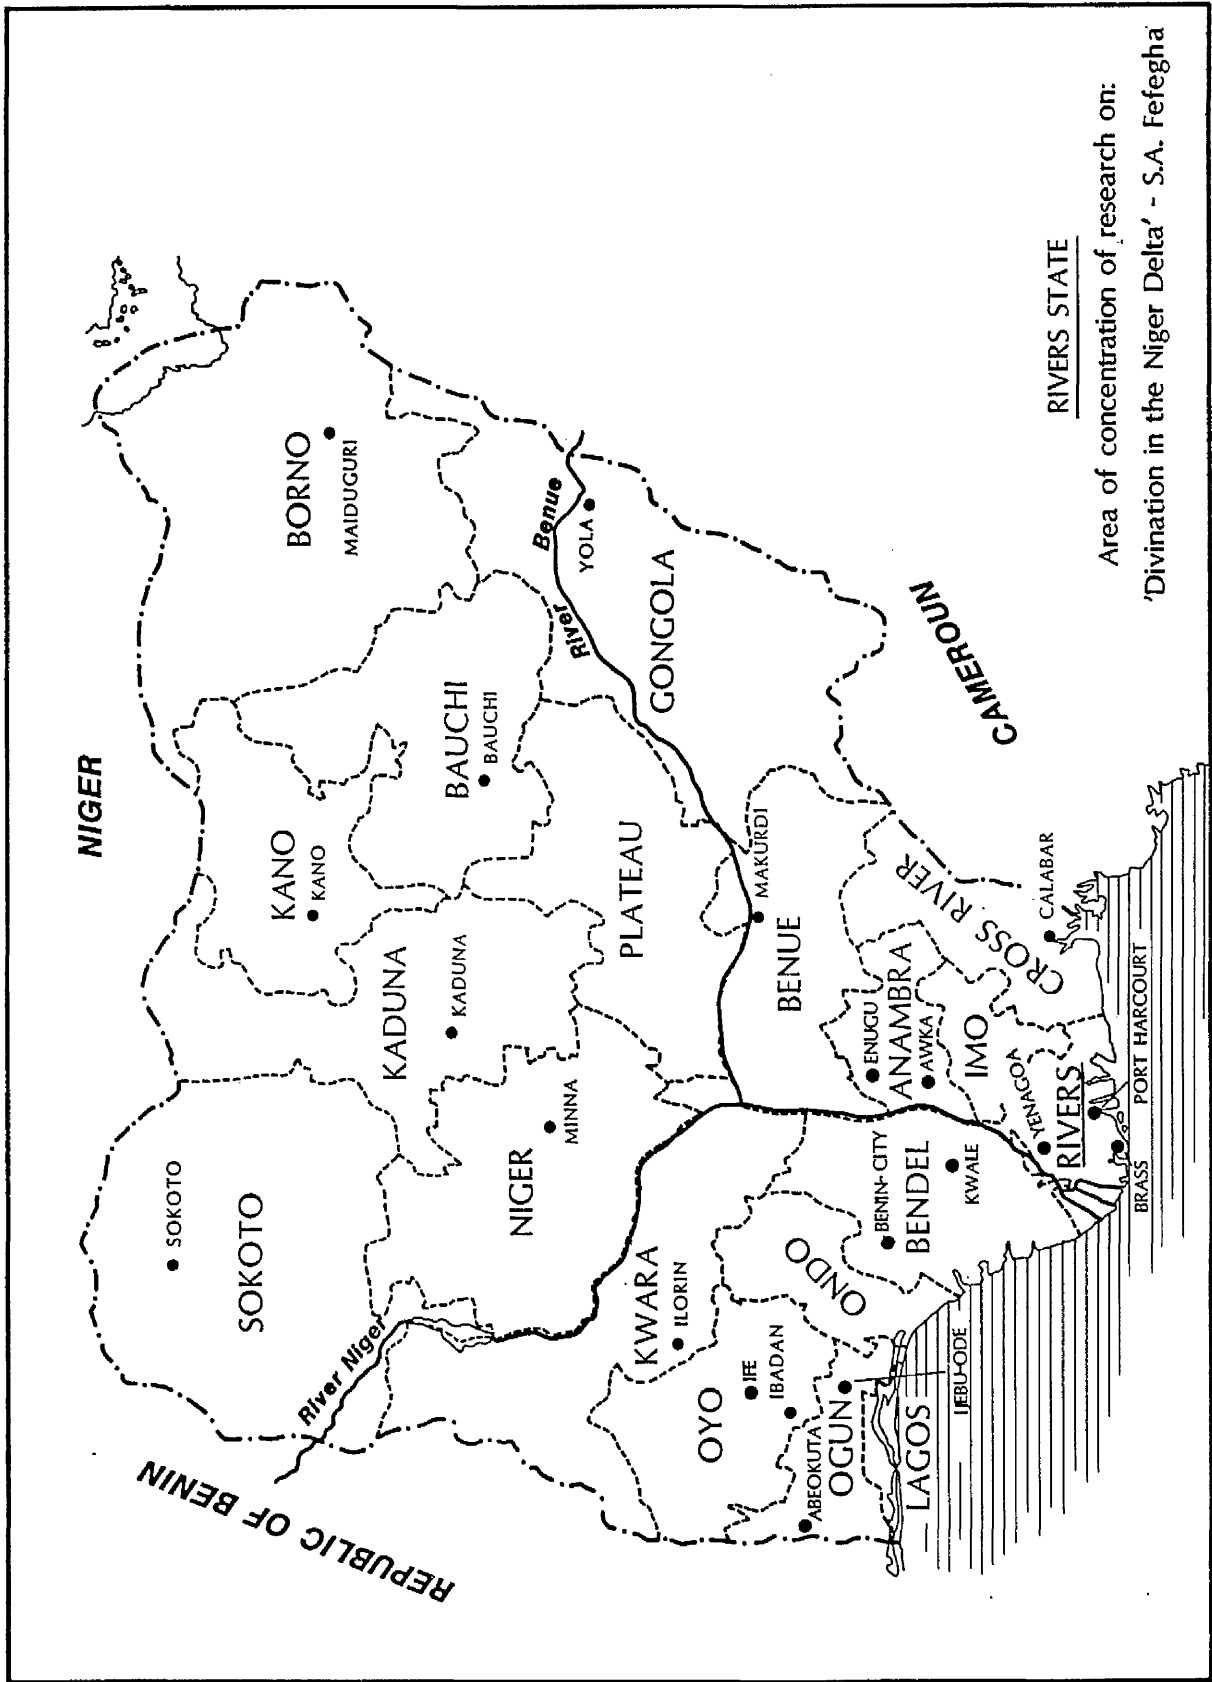 NIGER
REPUBLIC OF BENIN
CAMEROUN
SOKOTO
SOKOTO
River Niger
KANO
KANO
BORNO
MAIDUGURI
KADUNA
KADUNA
BAUCHI
BAUCHI
NIGER
MINNA
PLATEAU
River Benue
YOLA
GONGOLA
KWARA
ILORIN
OYO
IFE
IBADAN
ABEOKUTA
OGUN
LAGOS
IJEBU-ODE
ONDO
BENIN-CITY
BENDEL
KWALE
BENUE
MAKURDI
ENUGU
ANAMBRA
AWKA
IMO
CROSS RIVER
CALABAR
YENAGOA
RIVERS
BRASS
PORT HARCOURT
RIVERS STATE
Area of concentration of research on:
'Divination in the Niger Delta' - S.A. Fefegha